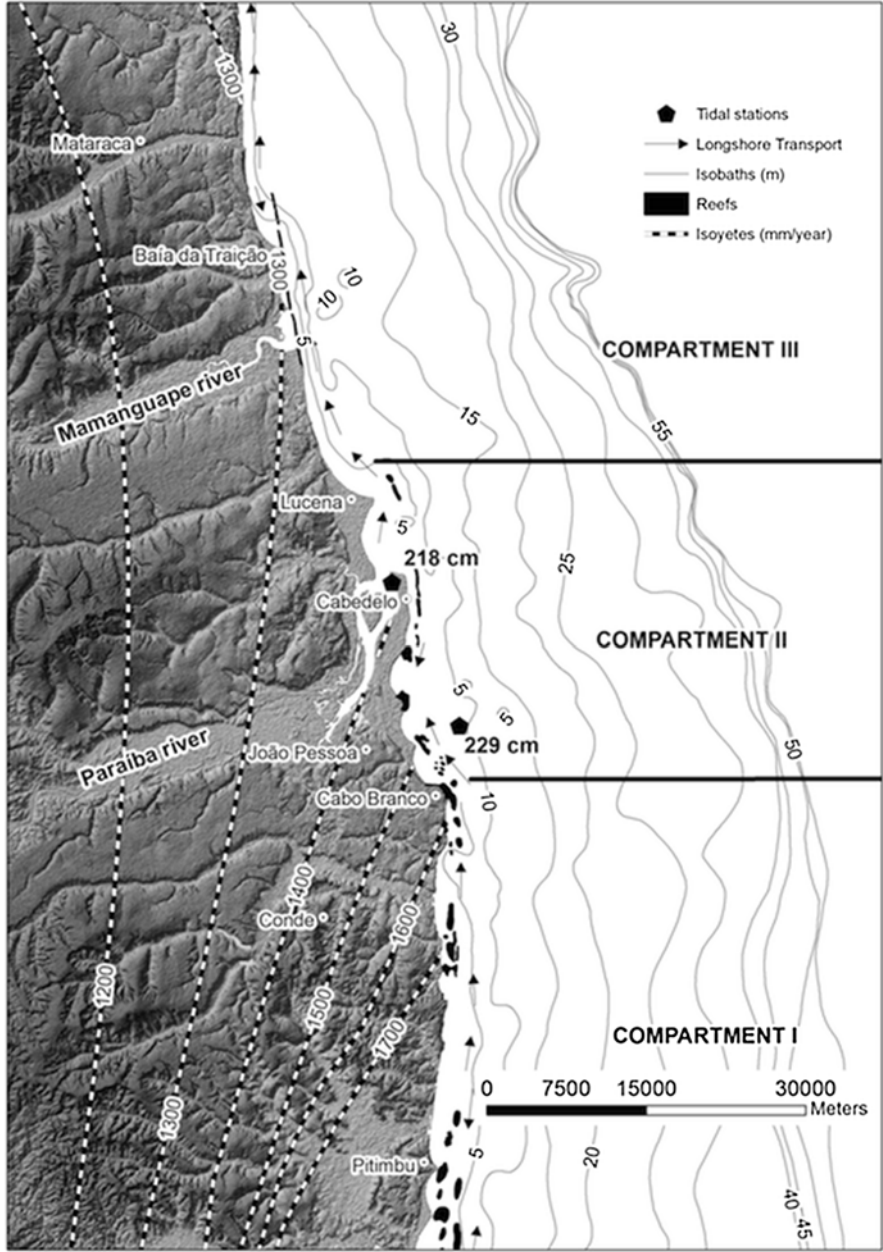 30
1300
Tidal stations
Mataraca
Longshore Transport
Isobaths (m)
Reefs
Isoyetes (mm/year)
Baía da Traição
1300
10
10
5
COMPARTMENT III
Mamanguape river
15
55
Lucena
5
218 cm
25
Cabedelo
COMPARTMENT II
5
5
229 cm
50
Paraiba river
João Pessoa
Cabo Branco
10
1400
Conde
1600
1200
1500
1700
COMPARTMENT I
0 7500 15000 30000
Meters
1300
5
20
Pitimbu
40
45